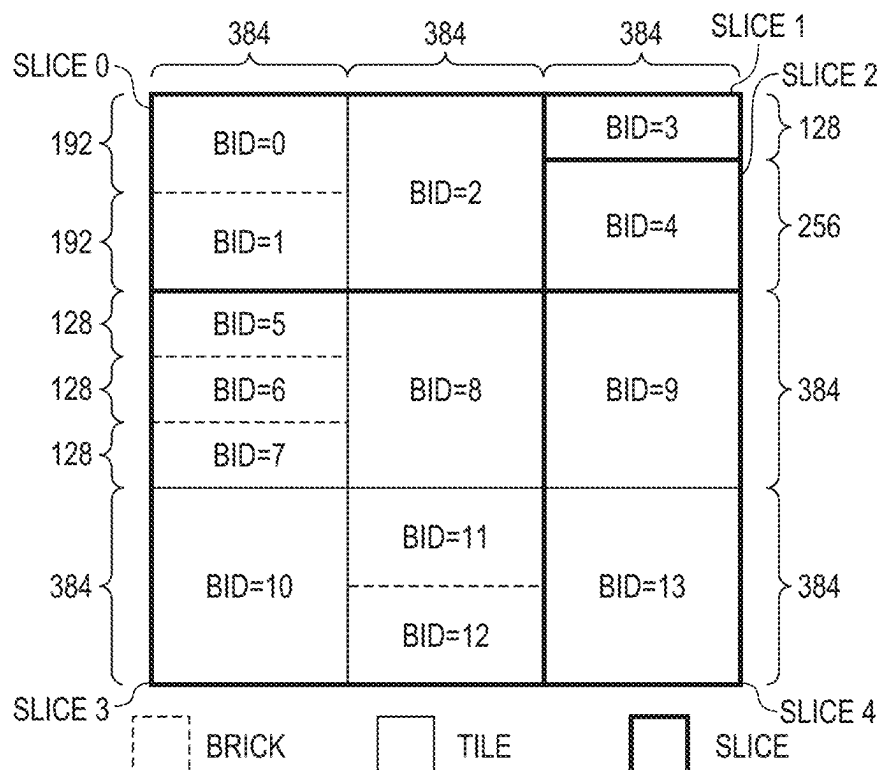 384 384 384 SLICE 1
SLICE 0 SLICE 2
192 BID=0 BID=2 BID=3 128
192 BID=1 BID=4 256
128 BID=5
128 BID=6 BID=8 BID=9 384
128 BID=7
BID=11
384 BID=10 BID=13 384
BID=12
SLICE 3 SLICE 4
BRICK TILE SLICE